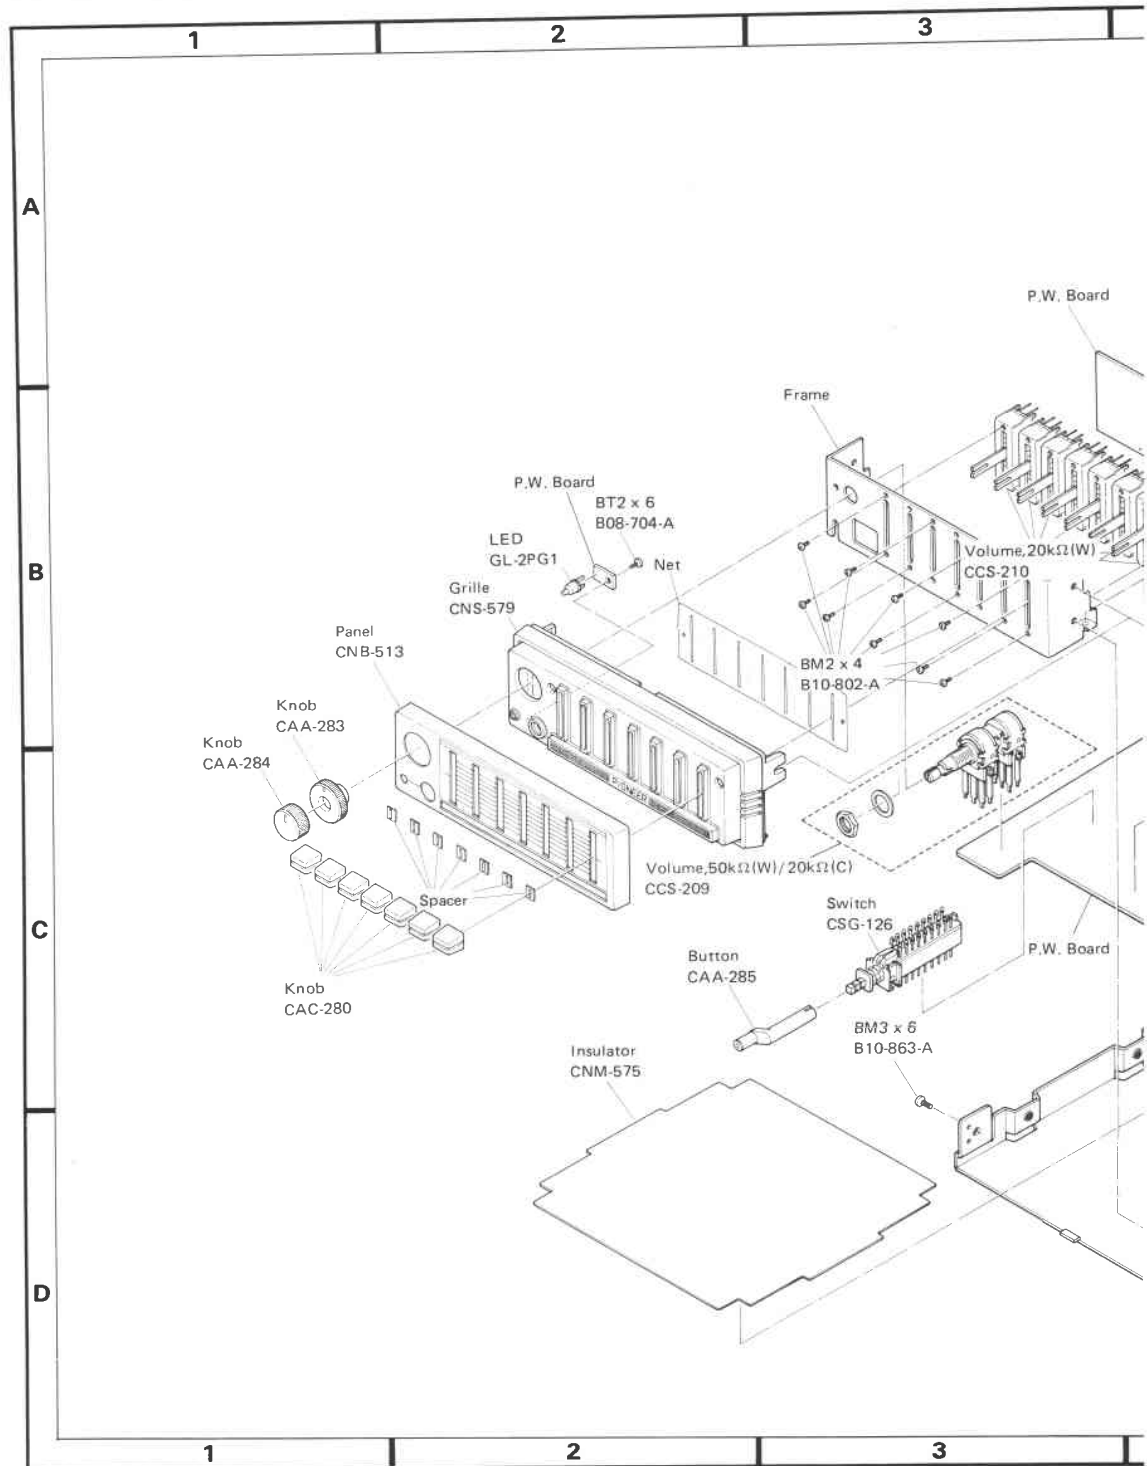 1 2 3
A
P.W. Board
Frame
P.W. Board
BT2 x 6
B08-704-A
LED
GL-2PG1
Net
Volume, 20kΩ(W)
CCS-210
B
Grille
CNS-579
Panel
CNB-513
BM2 x 4
B10-802-A
Knob
CAA-283
Knob
CAA-284
PIONEER
Volume, 50kΩ(W)/20kΩ(C)
CCS-209
Spacer
Switch
CSG-126
C
P.W. Board
Button
CAA-285
Knob
CAC-280
BM3 x 6
B10-863-A
Insulator
CNM-575
D
1 2 3